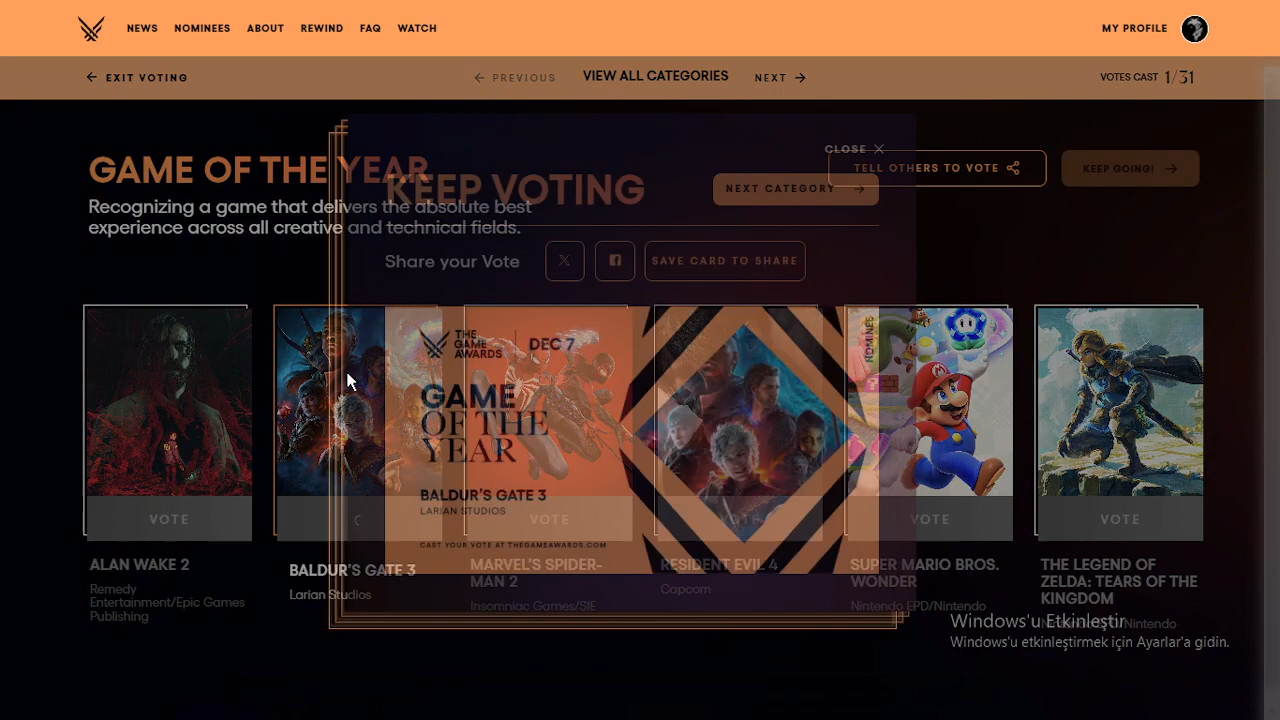 NEWS NOMINEES ABOUT REWIND FAQ WATCH MY PROFILE
← EXIT VOTING ← PREVIOUS VIEW ALL CATEGORIES NEXT → VOTES CAST 1/31
CLOSE ×
GAME OF THE YEAR
TELL OTHERS TO VOTE
KEEP GOING! →
KEEP VOTING
NEXT CATEGORY →
Recognizing a game that delivers the absolute best
experience across all creative and technical fields.
Share your Vote
SAVE CARD TO SHARE
THE
GAME
AWARDS
DEC 7
NOMINEE
GAME
OF THE
YEAR
BALDUR'S GATE 3
LARIAN STUDIOS
CAST YOUR VOTE AT THEGAMEAWARDS.COM
VOTE VOTE VOTE VOTE VOTE
ALAN WAKE 2
Remedy
Entertainment/Epic Games
Publishing
BALDUR'S GATE 3
Larian Studios
MARVEL'S SPIDER-
MAN 2
Insomniac Games/SIE
RESIDENT EVIL 4
Capcom
SUPER MARIO BROS.
WONDER
Nintendo EPD/Nintendo
THE LEGEND OF
ZELDA: TEARS OF THE
KINGDOM
Nintendo EPD/Nintendo
Windows'u Etkinleştir
Windows'u etkinleştirmek için Ayarlar'a gidin.